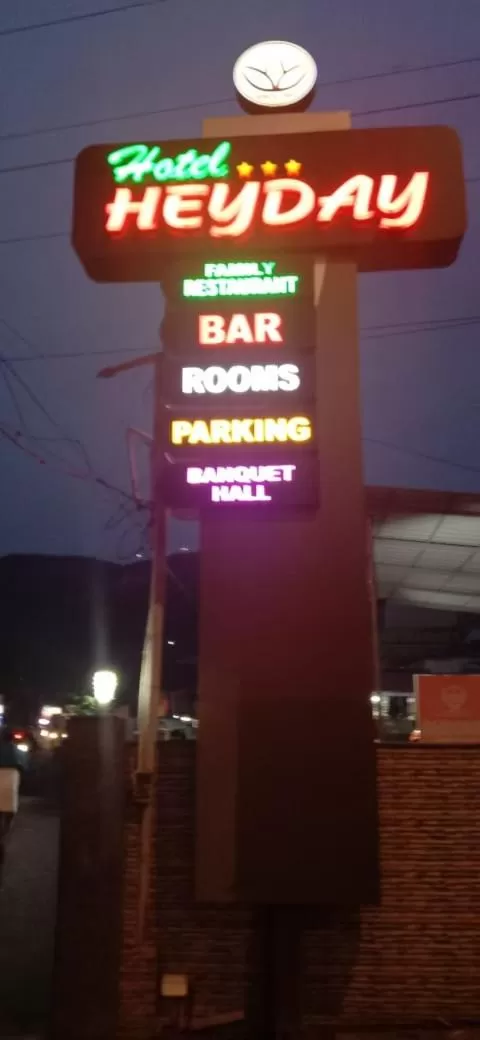 Hotel
HEYDAY
FAMILY
RESTAURANT
BAR
ROOMS
PARKING
BANQUET
HALL